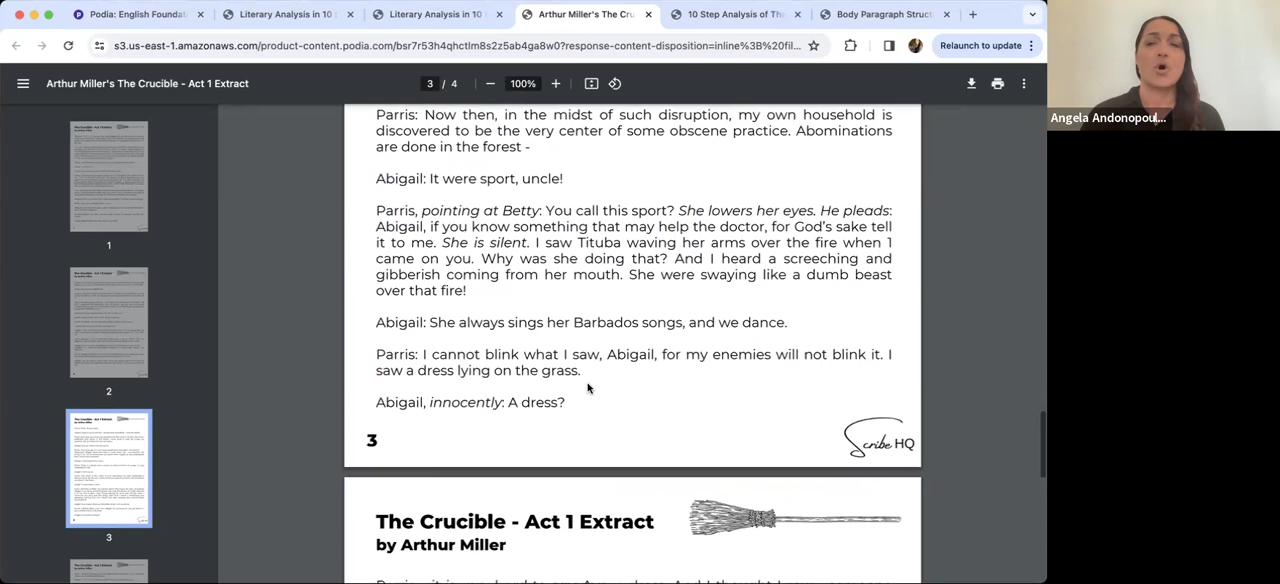 Podia: English Foundat
Literary Analysis in 10
Literary Analysis in 10
Arthur Miller's The Cru
10 Step Analysis of The
Body Paragraph Struct
s3.us-east-1.amazonaws.com/product-content.podia.com/bsr7r53h4qhctlm8s2z5ab4ga8w0?response-content-disposition=inline%3B%20fil...
Relaunch to update
Arthur Miller's The Crucible - Act 1 Extract
3 / 4
100%
Angela Andonopoul...
Parris: Now then, in the midst of such disruption, my own household is
discovered to be the very center of some obscene practice. Abominations
are done in the forest -
Abigail: It were sport, uncle!
Parris, pointing at Betty: You call this sport? She lowers her eyes. He pleads:
Abigail, if you know something that may help the doctor, for God's sake tell
it to me. She is silent. I saw Tituba waving her arms over the fire when 1
came on you. Why was she doing that? And I heard a screeching and
gibberish coming from her mouth. She were swaying like a dumb beast
over that fire!
Abigail: She always sings her Barbados songs, and we dance.
Parris: I cannot blink what I saw, Abigail, for my enemies will not blink it. I
saw a dress lying on the grass.
Abigail, innocently: A dress?
3
Scribe HQ
The Crucible - Act 1 Extract
by Arthur Miller
1
2
3